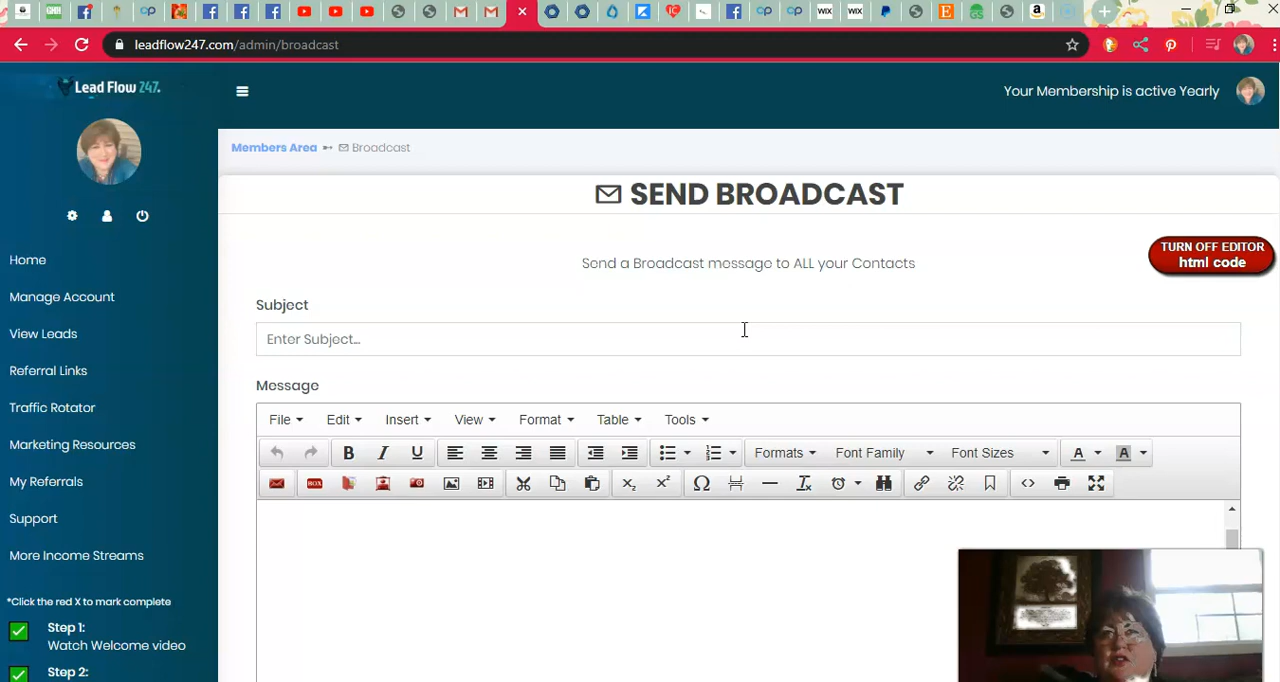 leadflow247.com/admin/broadcast
Lead Flow 247.
Your Membership is active Yearly
Members Area ➵ Broadcast
SEND BROADCAST
TURN OFF EDITOR
html code
Send a Broadcast message to ALL your Contacts
Home
Manage Account
View Leads
Referral Links
Traffic Rotator
Marketing Resources
My Referrals
Support
More Income Streams
*Click the red X to mark complete
Step 1:
Watch Welcome video
Step 2:
Subject
Enter Subject...
Message
File Edit Insert View Format Table Tools
B I U Formats Font Family Font Sizes A A
BOX